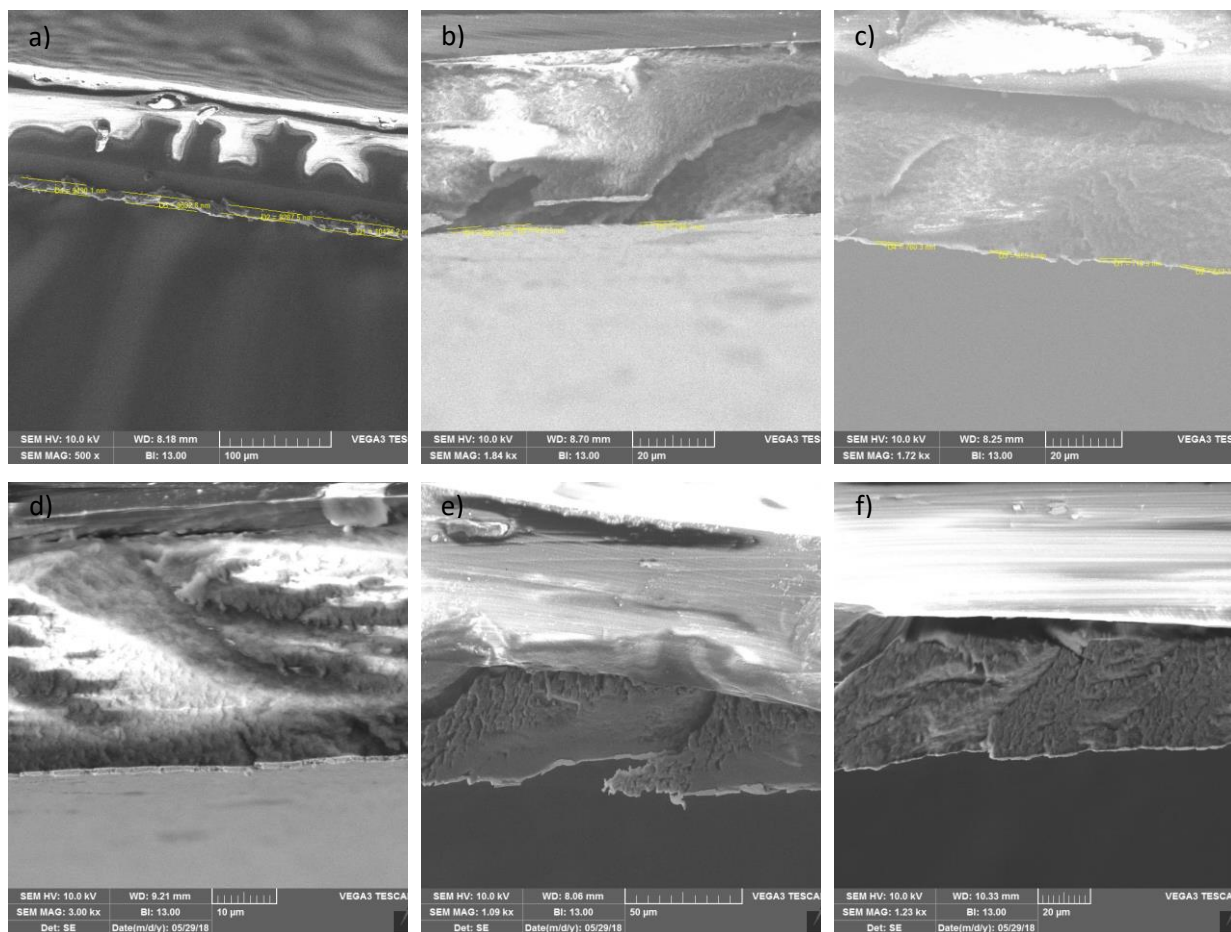 a)
SEM HV: 10.0 kV WD: 8.18 mm VEGA3 TES
SEM MAG: 500 x BI: 13.00 100 µm
b)
SEM HV: 10.0 kV WD: 8.70 mm VEGA3 TES
SEM MAG: 1.84 kx BI: 13.00 20 µm
c)
SEM HV: 10.0 kV WD: 8.25 mm VEGA3 TES
SEM MAG: 1.72 kx BI: 13.00 20 µm
d)
SEM HV: 10.0 kV WD: 9.21 mm VEGA3 TESCA
SEM MAG: 3.00 kx BI: 13.00 10 µm
Det: SE Date(m/d/y): 05/29/18
e)
SEM HV: 10.0 kV WD: 8.06 mm VEGA3 TESCA
SEM MAG: 1.09 kx BI: 13.00 50 µm
Det: SE Date(m/d/y): 05/29/18
f)
SEM HV: 10.0 kV WD: 10.33 mm VEGA3 TESCA
SEM MAG: 1.23 kx BI: 13.00 20 µm
Det: SE Date(m/d/y): 05/29/18